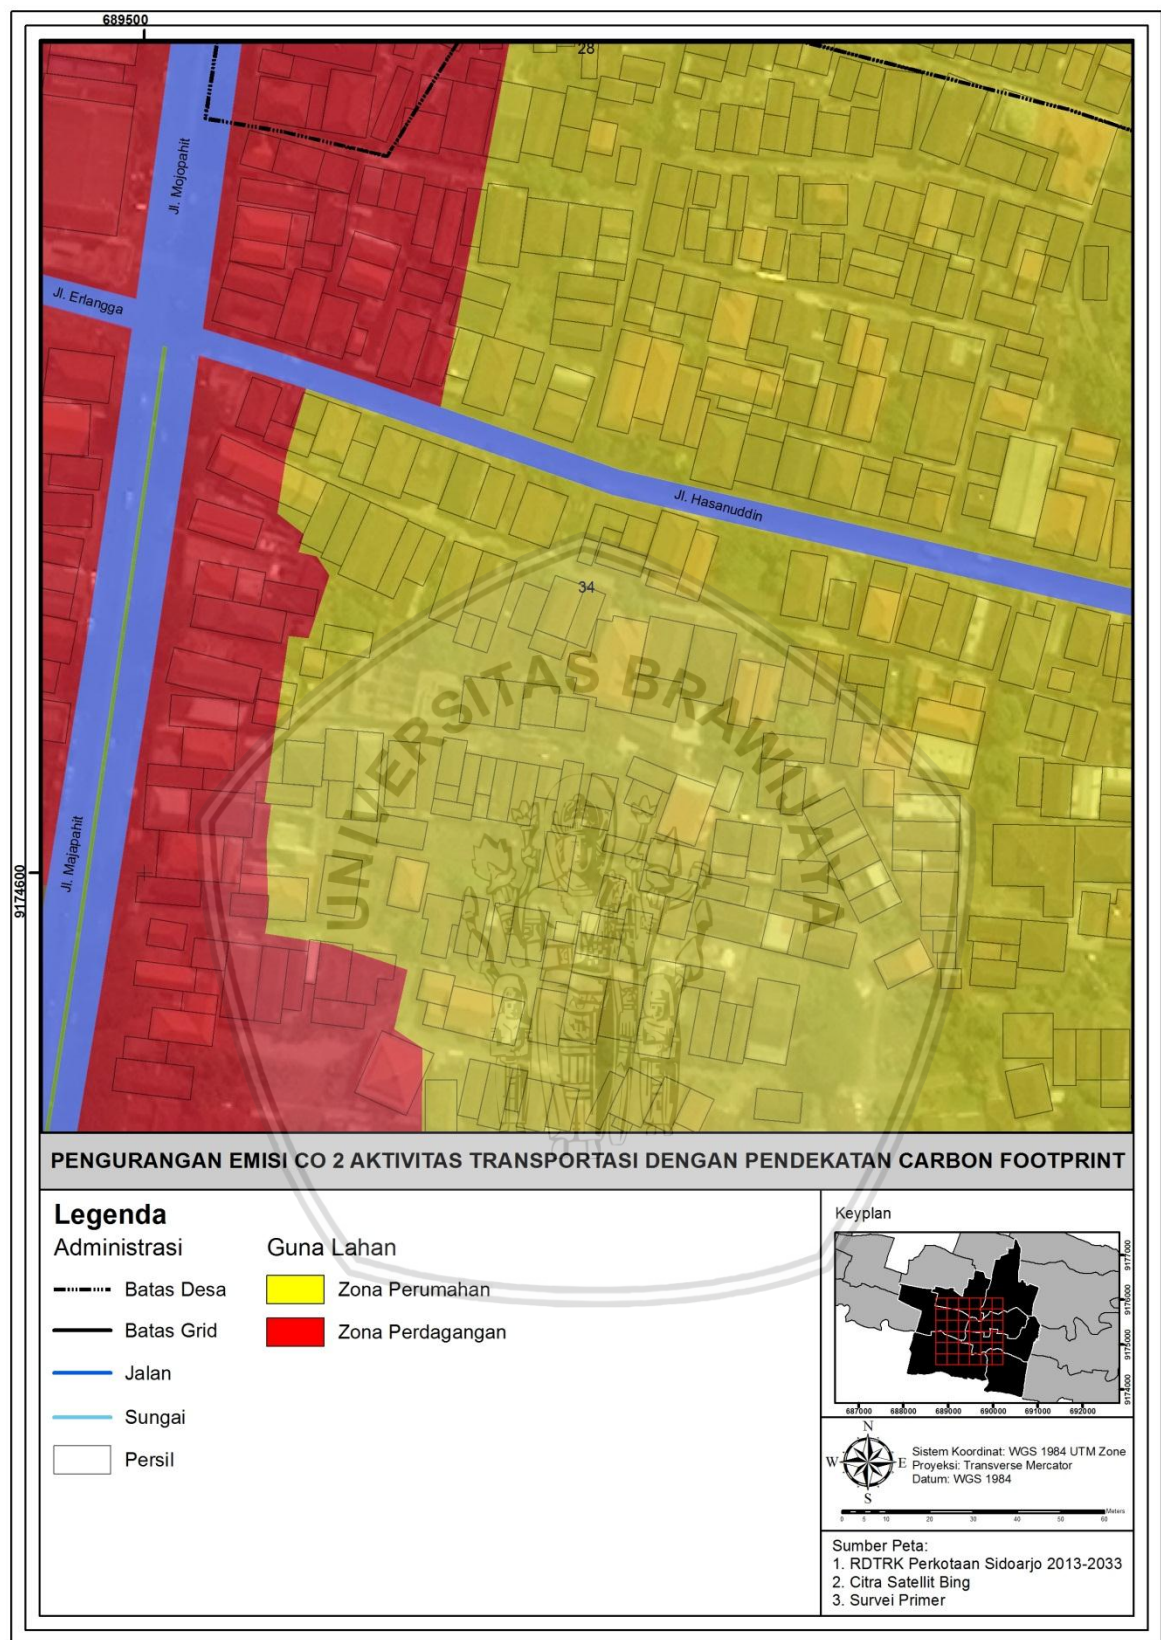 689500
28
Jl. Mojopahit
Jl. Erlangga
Jl. Hasanuddin
34
UNIVERSITAS BRAWIJAYA
Jl. Majapahit
9174600
PENGURANGAN EMISI CO 2 AKTIVITAS TRANSPORTASI DENGAN PENDEKATAN CARBON FOOTPRINT
Legenda
Administrasi
Batas Desa
Batas Grid
Jalan
Sungai
Persil
Guna Lahan
Zona Perumahan
Zona Perdagangan
Keyplan
9177000
9176000
9175000
9174000
687000 688000 689000 690000 691000 692000
N
W E
S
Sistem Koordinat: WGS 1984 UTM Zone
Proyeksi: Transverse Mercator
Datum: WGS 1984
Meters
0 5 10 20 30 40 50 60
Sumber Peta:
1. RDTRK Perkotaan Sidoarjo 2013-2033
2. Citra Satellit Bing
3. Survei Primer